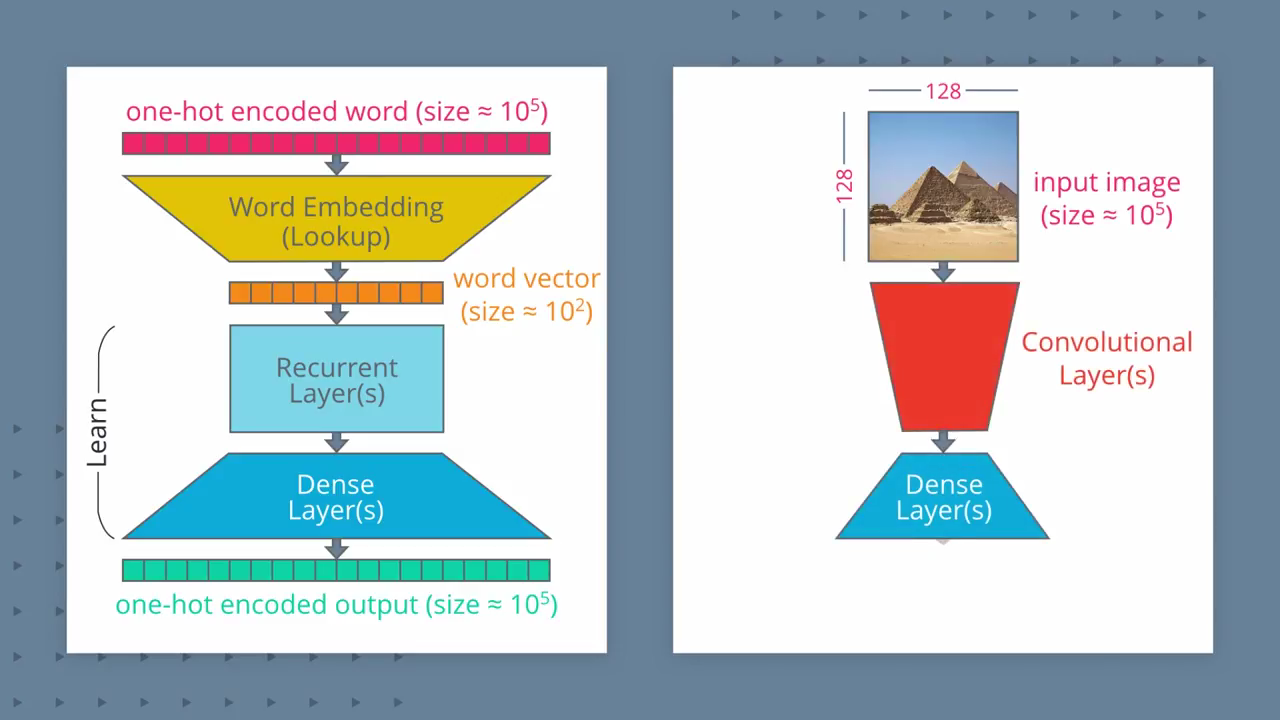 one-hot encoded word (size ≈ 10⁵)
Word Embedding
(Lookup)
word vector
(size ≈ 10²)
Recurrent
Layer(s)
Learn
Dense
Layer(s)
one-hot encoded output (size ≈ 10⁵)
128
128
input image
(size ≈ 10⁵)
Convolutional
Layer(s)
Dense
Layer(s)